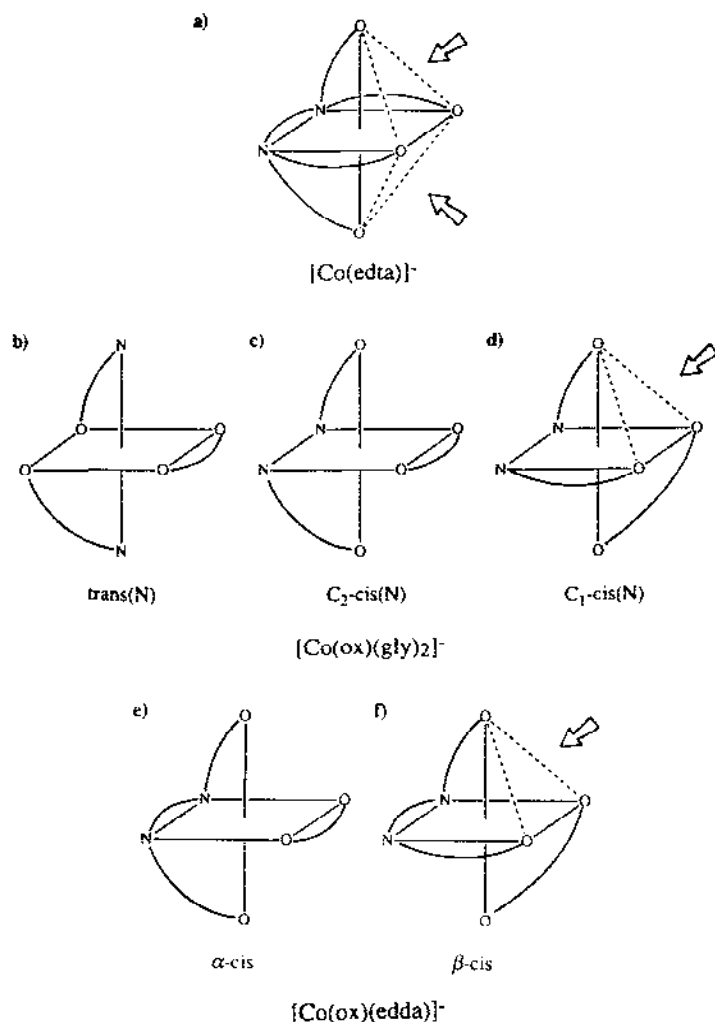 a)
O
N O
N O
O
[Co(edta)]⁻
b) c) d)
N O O
O O N O N O
O O N O N O
N O O
trans(N) C₂-cis(N) C₁-cis(N)
[Co(ox)(gly)₂]⁻
e) f)
O O
N O N O
N O N O
O O
α-cis β-cis
[Co(ox)(edda)]⁻